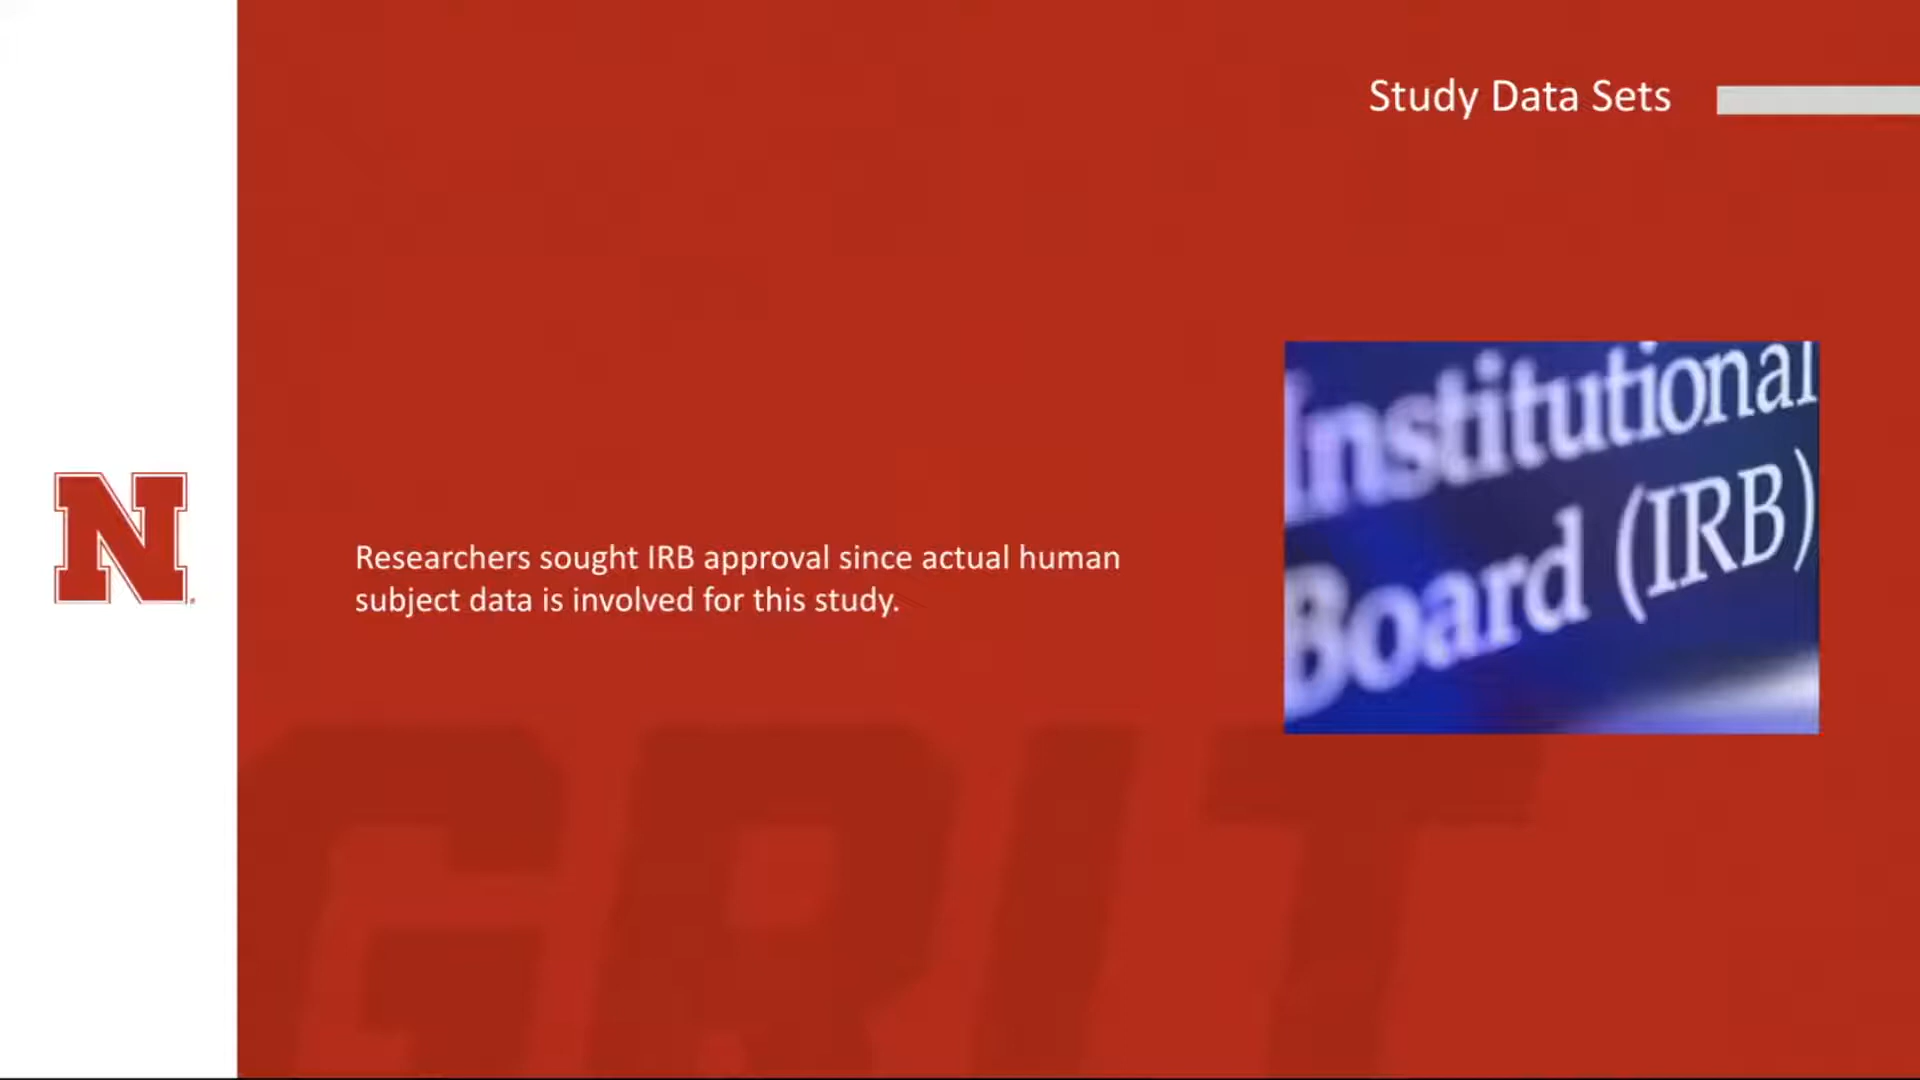 Study Data Sets
N
Researchers sought IRB approval since actual human
subject data is involved for this study.
Institutional
Board (IRB)
GRIT